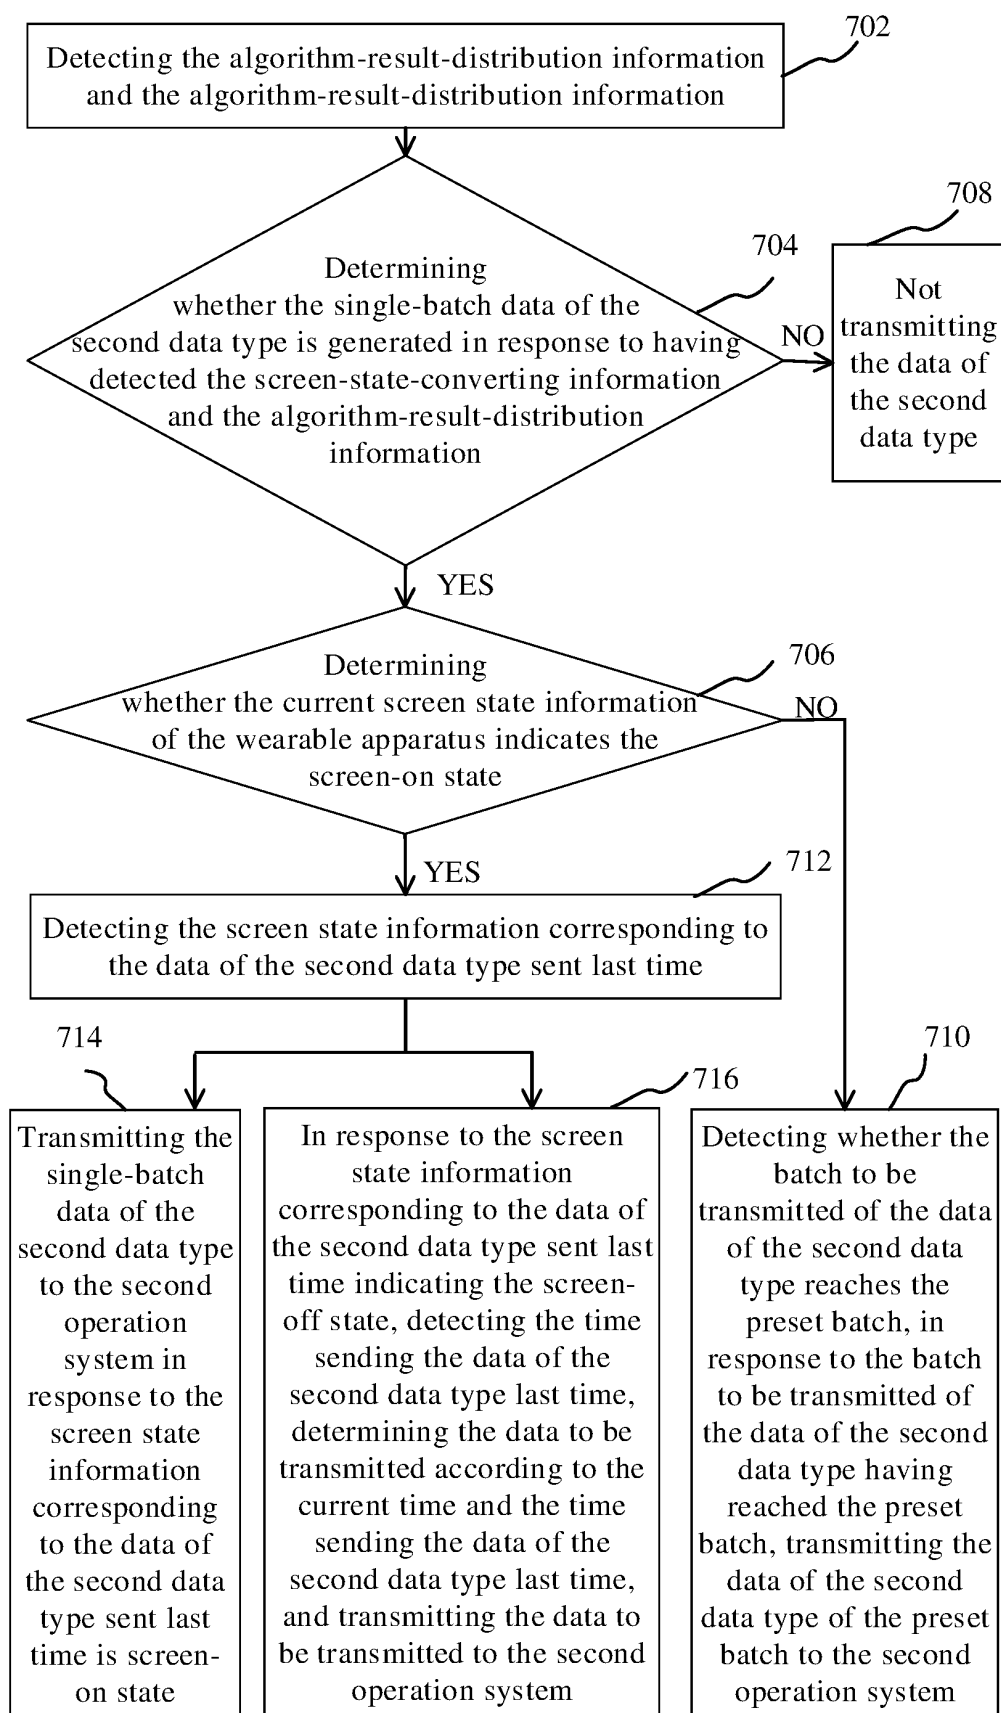 702
Detecting the algorithm-result-distribution information
and the algorithm-result-distribution information
704
Determining
whether the single-batch data of the
second data type is generated in response to having
detected the screen-state-converting information
and the algorithm-result-distribution
information
NO
708
Not
transmitting
the data of
the second
data type
YES
706
Determining
whether the current screen state information
of the wearable apparatus indicates the
screen-on state
NO
YES
712
Detecting the screen state information corresponding to
the data of the second data type sent last time
714
Transmitting the
single-batch
data of the
second data type
to the second
operation
system in
response to the
screen state
information
corresponding
to the data of
the second data
type sent last
time is screen-
on state
716
In response to the screen
state information
corresponding to the data of
the second data type sent last
time indicating the screen-
off state, detecting the time
sending the data of the
second data type last time,
determining the data to be
transmitted according to the
current time and the time
sending the data of the
second data type last time,
and transmitting the data to
be transmitted to the second
operation system
710
Detecting whether the
batch to be
transmitted of the data
of the second data
type reaches the
preset batch, in
response to the batch
to be transmitted of
the data of the second
data type having
reached the preset
batch, transmitting the
data of the second
data type of the preset
batch to the second
operation system